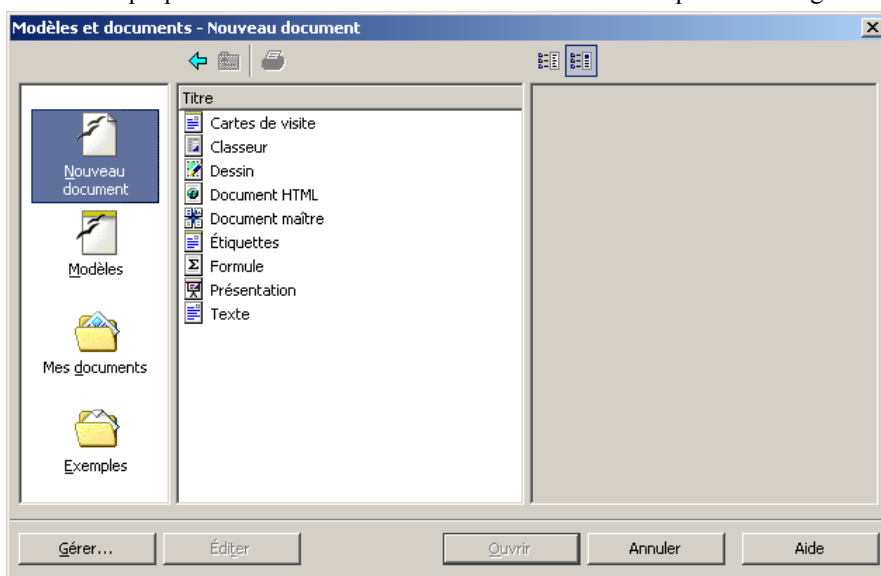 Modèles et documents - Nouveau document
Titre
Cartes de visite
Classeur
Dessin
Document HTML
Document maître
Étiquettes
Formule
Présentation
Texte
Nouveau
document
Modèles
Mes documents
Exemples
Gérer...
Éditer
Ouvrir
Annuler
Aide